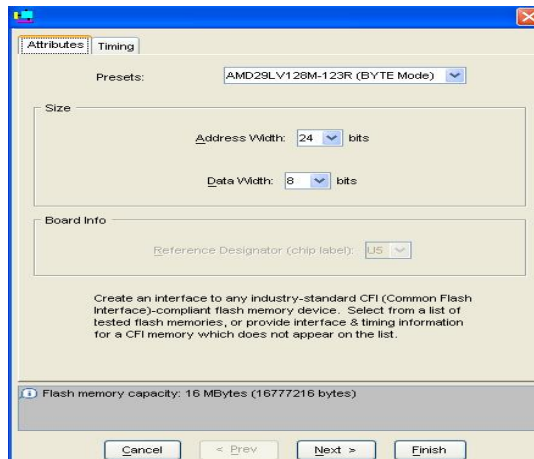 Attributes Timing
Presets: AMD29LV128M-123R (BYTE Mode)
Size
Address Width: 24 bits
Data Width: 8 bits
Board Info
Reference Designator (chip label): U5
Create an interface to any industry-standard CFI (Common Flash
Interface)-compliant flash memory device. Select from a list of
tested flash memories, or provide interface & timing information
for a CFI memory which does not appear on the list.
Flash memory capacity: 16 MBytes (16777216 bytes)
Cancel < Prev Next > Finish